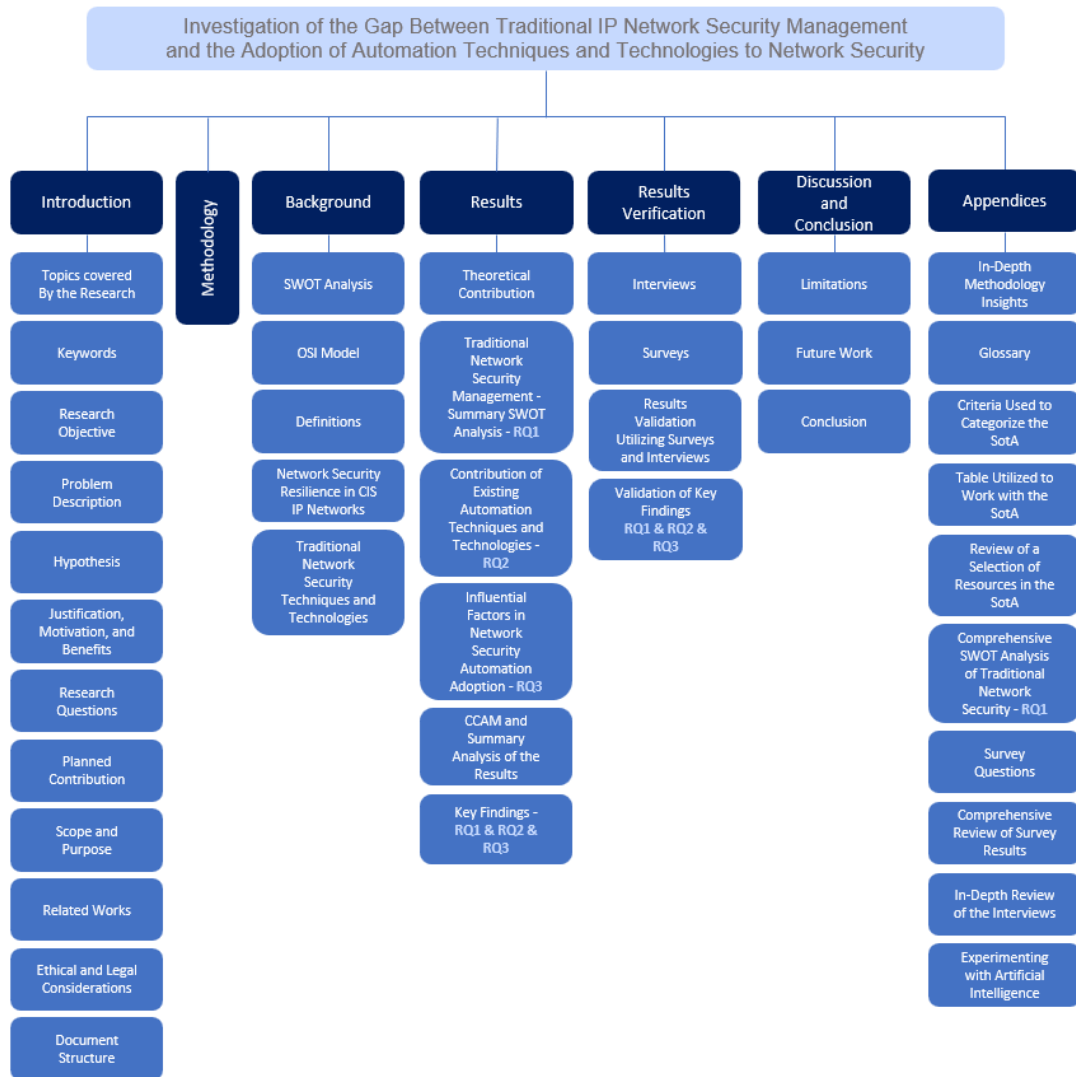 Investigation of the Gap Between Traditional IP Network Security Management
and the Adoption of Automation Techniques and Technologies to Network Security
Introduction
Topics covered
By the Research
Keywords
Research
Objective
Problem
Description
Hypothesis
Justification,
Motivation, and
Benefits
Research
Questions
Planned
Contribution
Scope and
Purpose
Related Works
Ethical and Legal
Considerations
Document
Structure
Methodology
Background
SWOT Analysis
OSI Model
Definitions
Network Security
Resilience in CIS
IP Networks
Traditional
Network
Security
Techniques and
Technologies
Results
Theoretical
Contribution
Traditional
Network
Security
Management -
Summary SWOT
Analysis - RQ1
Contribution of
Existing
Automation
Techniques and
Technologies -
RQ2
Influential
Factors in
Network
Security
Automation
Adoption - RQ3
CCAM and
Summary
Analysis of the
Results
Key Findings -
RQ1 & RQ2 &
RQ3
Results
Verification
Interviews
Surveys
Results
Validation
Utilizing Surveys
and Interviews
Validation of Key
Findings
RQ1 & RQ2 &
RQ3
Discussion
and
Conclusion
Limitations
Future Work
Conclusion
Appendices
In-Depth
Methodology
Insights
Glossary
Criteria Used to
Categorize the
SotA
Table Utilized to
Work with the
SotA
Review of a
Selection of
Resources in the
SotA
Comprehensive
SWOT Analysis
of Traditional
Network
Security - RQ1
Survey
Questions
Comprehensive
Review of Survey
Results
In-Depth Review
of the Interviews
Experimenting
with Artificial
Intelligence